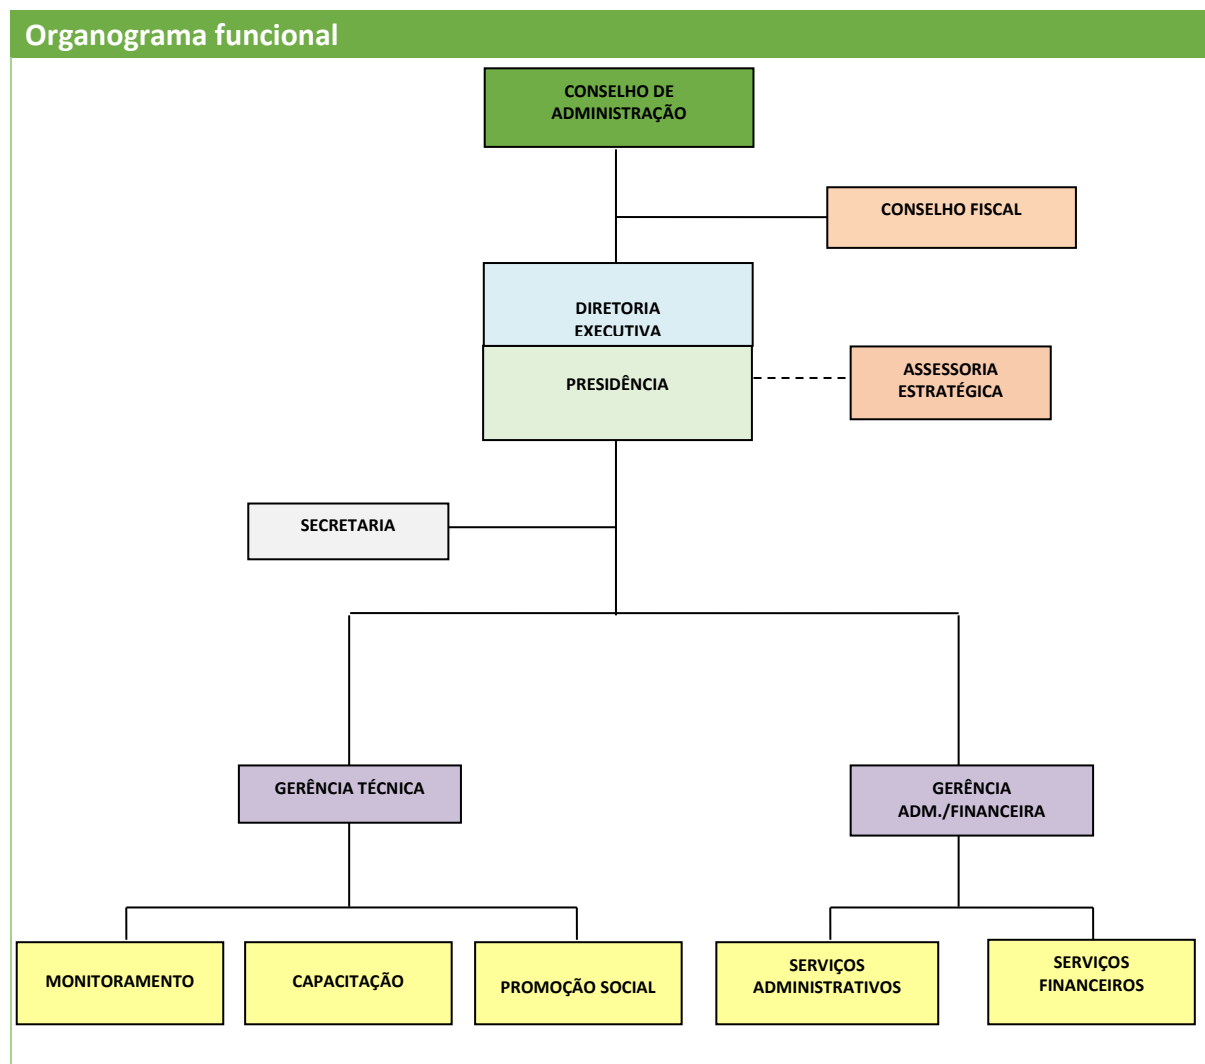 Organograma funcional
CONSELHO DE
ADMINISTRAÇÃO
CONSELHO FISCAL
DIRETORIA
EXECUTIVA
PRESIDÊNCIA
ASSESSORIA
ESTRATÉGICA
SECRETARIA
GERÊNCIA TÉCNICA
GERÊNCIA
ADM./FINANCEIRA
MONITORAMENTO
CAPACITAÇÃO
PROMOÇÃO SOCIAL
SERVIÇOS
ADMINISTRATIVOS
SERVIÇOS
FINANCEIROS